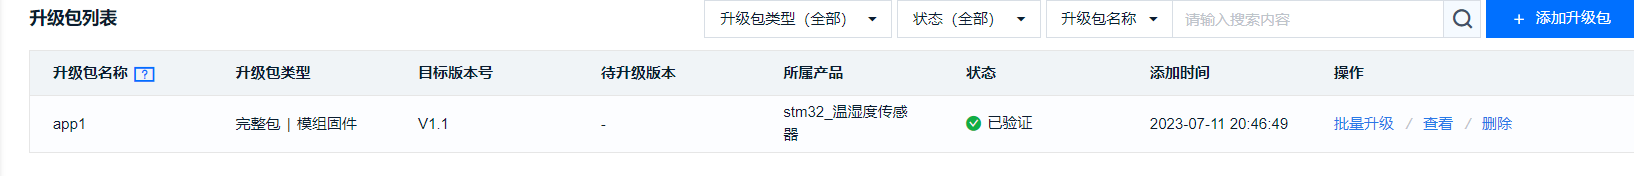 升级包列表
升级包类型（全部）
状态（全部）
升级包名称
请输入搜索内容
+ 添加升级包
升级包名称 ?
升级包类型
目标版本号
待升级版本
所属产品
状态
添加时间
操作
app1
完整包 | 模组固件
V1.1
-
stm32_温湿度传感
器
已验证
2023-07-11 20:46:49
批量升级 / 查看 / 删除